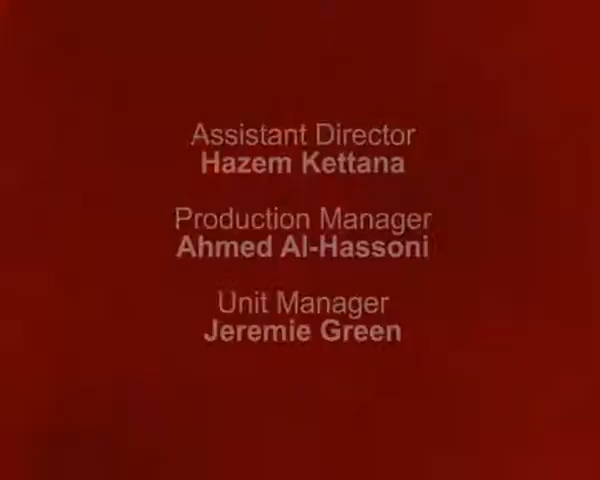 Assistant Director
Hazem Kettana
Production Manager
Ahmed Al-Hassoni
Unit Manager
Jeremie Green